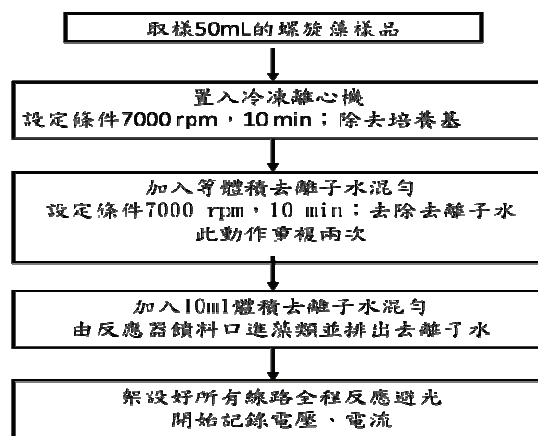 取樣50mL的螺旋藻樣品
置入冷凍離心機
設定條件7000 rpm，10 min；除去培養基
加入等體積去離子水混勻
設定條件7000 rpm，10 min；去除去離子水
此動作重複兩次
加入10ml體積去離子水混勻
由反應器饋料口進藻類並排出去離子水
架設好所有線路全程反應避光
開始記錄電壓、電流